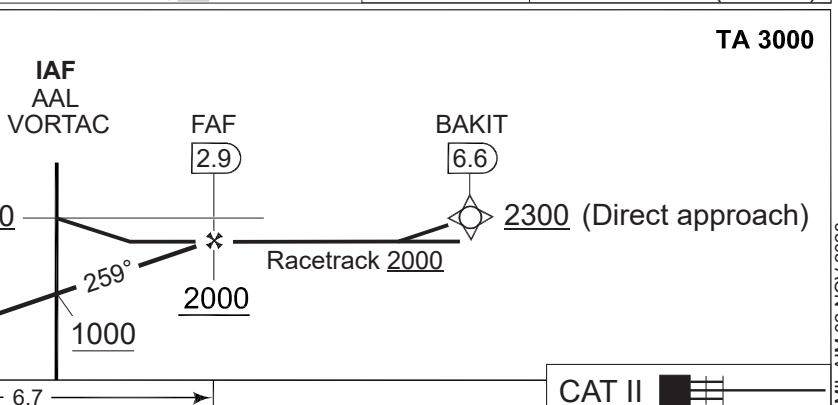 TA 3000
IAF
AAL
VORTAC
FAF
BAKIT
2.9
6.6
0
2300 (Direct approach)
259°
Racetrack 2000
2000
1000
6.7
CAT II